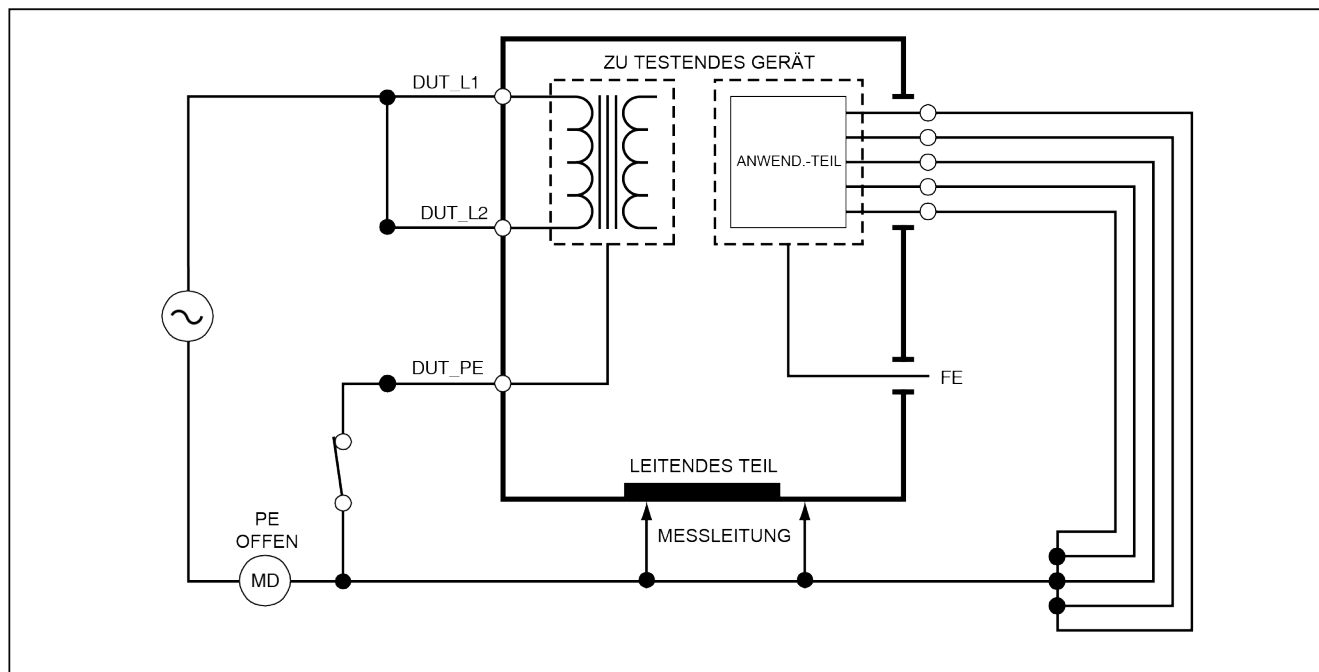 ZU TESTENDES GERÄT
DUT_L1
ANWEND.-TEIL
DUT_L2
DUT_PE
FE
LEITENDES TEIL
MESSLEITUNG
PE
OFFEN
MD